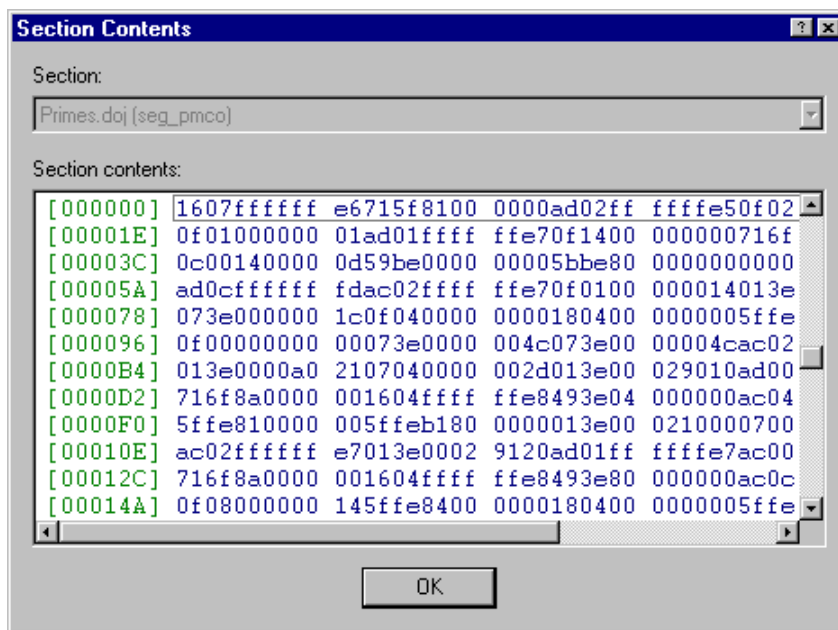 Section Contents
Section:
Primes.doj (seg_pmco)
Section contents:
[000000] 1607ffffff e6715f8100 0000ad02ff ffffe50f02
[00001E] 0f01000000 01ad01ffff ffe70f1400 000000716f
[00003C] 0c00140000 0d59be0000 00005bbe80 0000000000
[00005A] ad0cffffff fdac02ffff ffe70f0100 000014013e
[000078] 073e000000 1c0f040000 0000180400 0000005ffe
[000096] 0f00000000 00073e0000 004c073e00 00004cac02
[0000B4] 013e0000a0 2107040000 002d013e00 029010ad00
[0000D2] 716f8a0000 001604ffff ffe8493e04 000000ac04
[0000F0] 5ffe810000 005ffeb180 0000013e00 0210000700
[00010E] ac02ffffff e7013e0002 9120ad01ff ffffe7ac00
[00012C] 716f8a0000 001604ffff ffe8493e80 000000ac0c
[00014A] 0f08000000 145ffe8400 0000180400 0000005ffe
OK